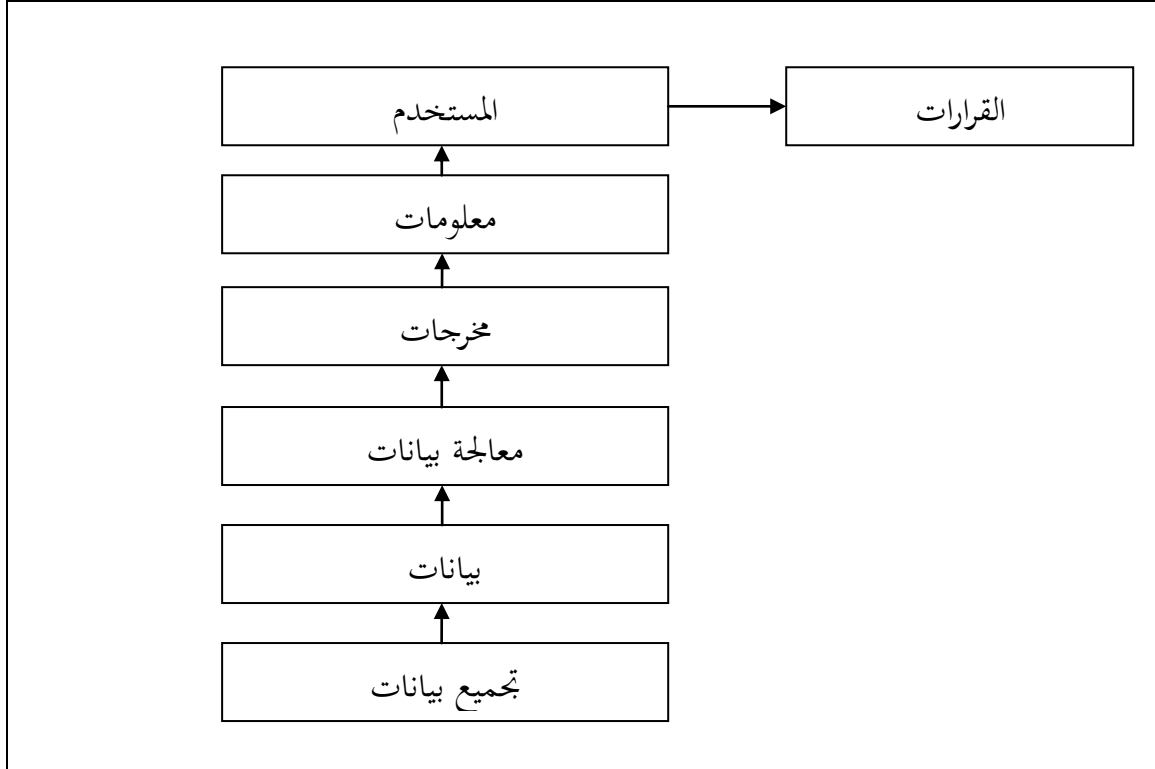 المستخدم
القرارات
معلومات
مخرجات
معالجة بيانات
بيانات
تجميع بيانات